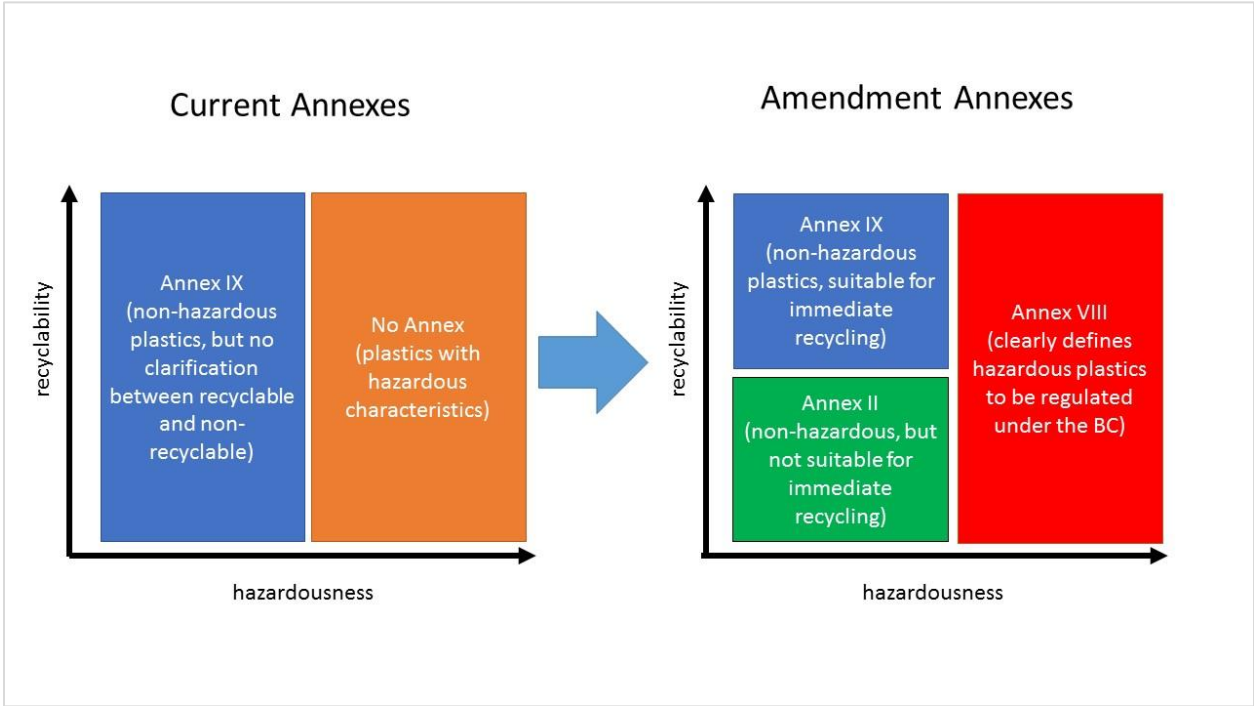 Current Annexes
recyclability
Annex IX
(non-hazardous
plastics, but no
clarification
between recyclable
and non-
recyclable)
No Annex
(plastics with
hazardous
characteristics)
hazardousness
Amendment Annexes
recyclability
Annex IX
(non-hazardous
plastics, suitable for
immediate
recycling)
Annex II
(non-hazardous, but
not suitable for
immediate
recycling)
Annex VIII
(clearly defines
hazardous plastics
to be regulated
under the BC)
hazardousness